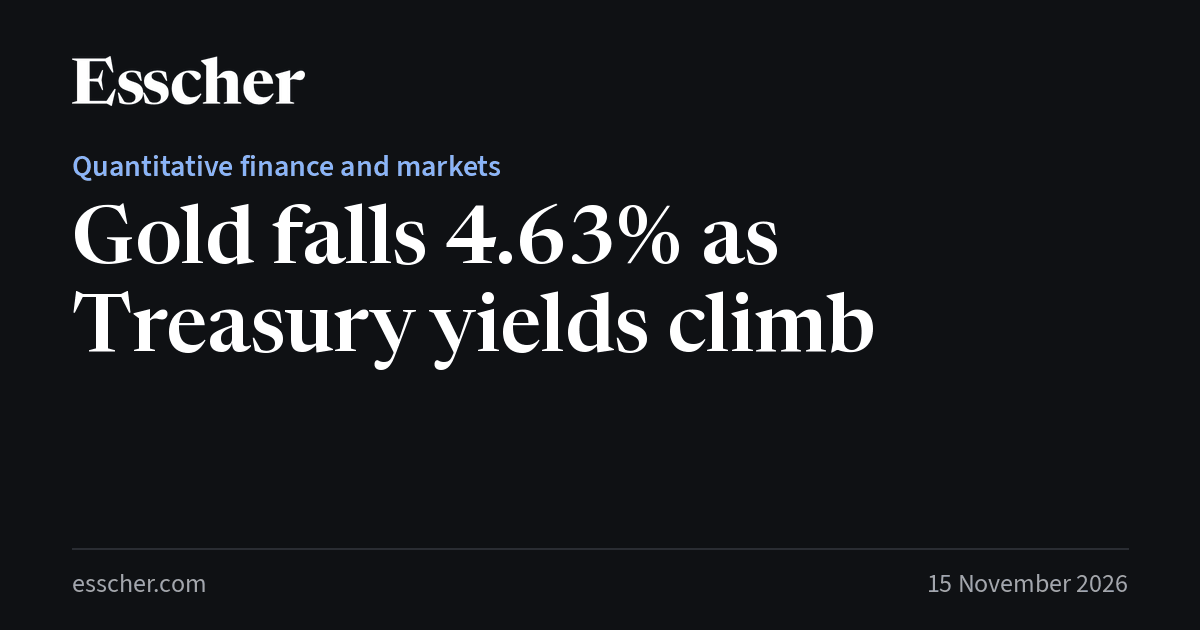 Esscher
Quantitative finance and markets
Gold falls 4.63% as
Treasury yields climb
esscher.com
15 November 2026